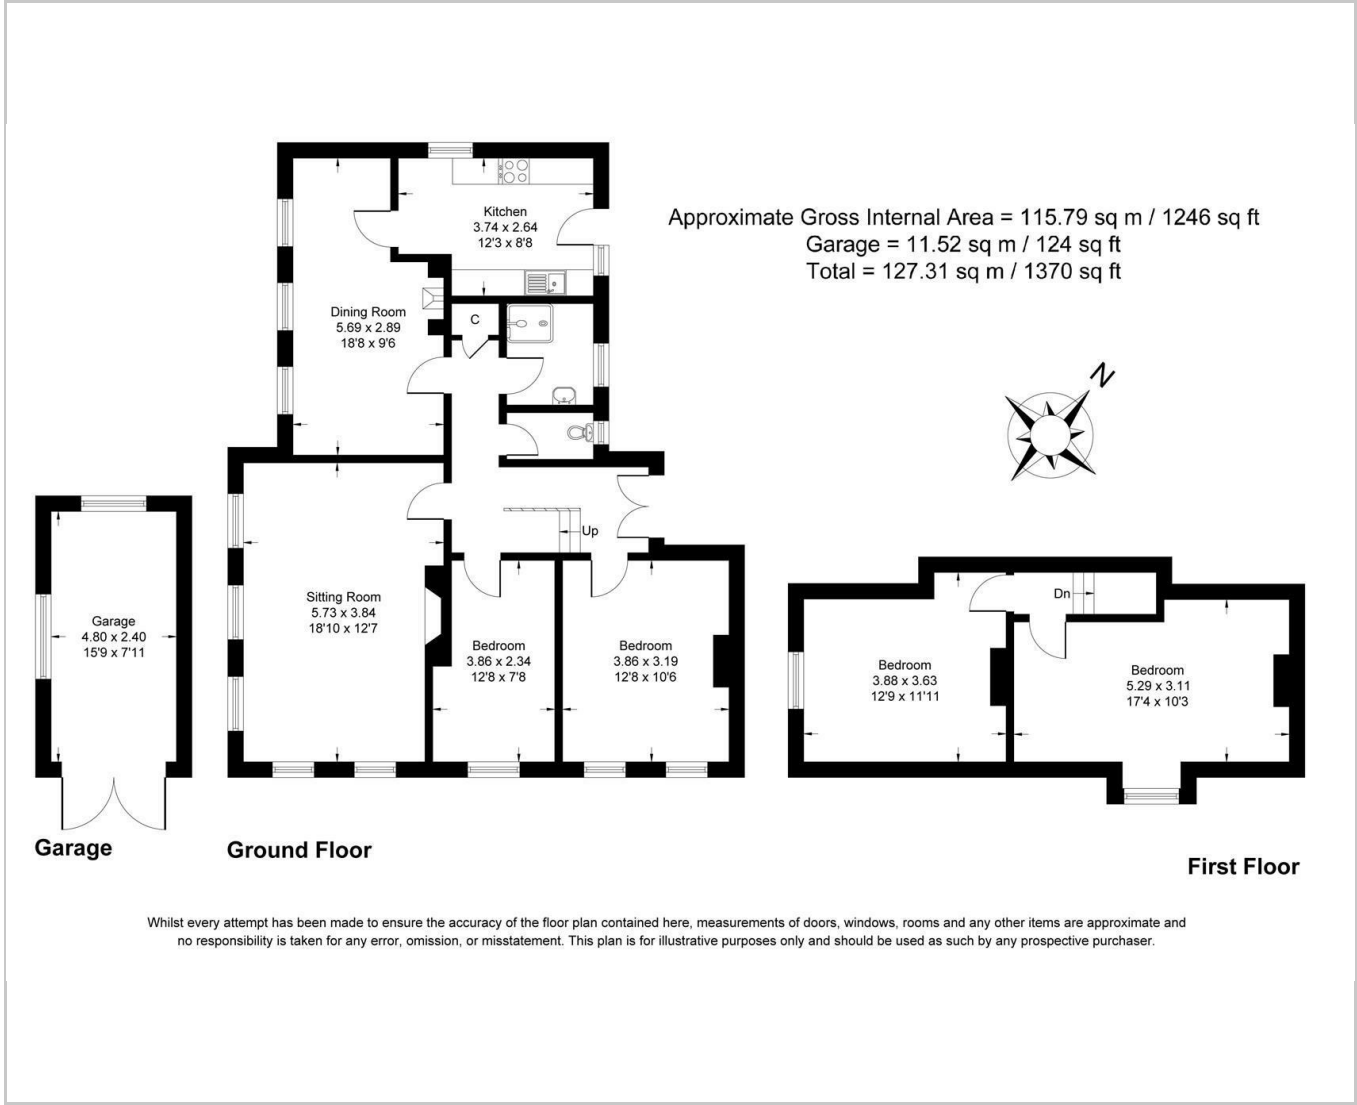 Approximate Gross Internal Area = 115.79 sq m / 1246 sq ft
Garage = 11.52 sq m / 124 sq ft
Total = 127.31 sq m / 1370 sq ft
Kitchen
3.74 x 2.64
12'3 x 8'8
Dining Room
5.69 x 2.89
18'8 x 9'6
C
N
Up
Sitting Room
5.73 x 3.84
18'10 x 12'7
Bedroom
3.86 x 2.34
12'8 x 7'8
Bedroom
3.86 x 3.19
12'8 x 10'6
Garage
4.80 x 2.40
15'9 x 7'11
Dn
Bedroom
3.88 x 3.63
12'9 x 11'11
Bedroom
5.29 x 3.11
17'4 x 10'3
Garage
Ground Floor
First Floor
Whilst every attempt has been made to ensure the accuracy of the floor plan contained here, measurements of doors, windows, rooms and any other items are approximate and
no responsibility is taken for any error, omission, or misstatement. This plan is for illustrative purposes only and should be used as such by any prospective purchaser.